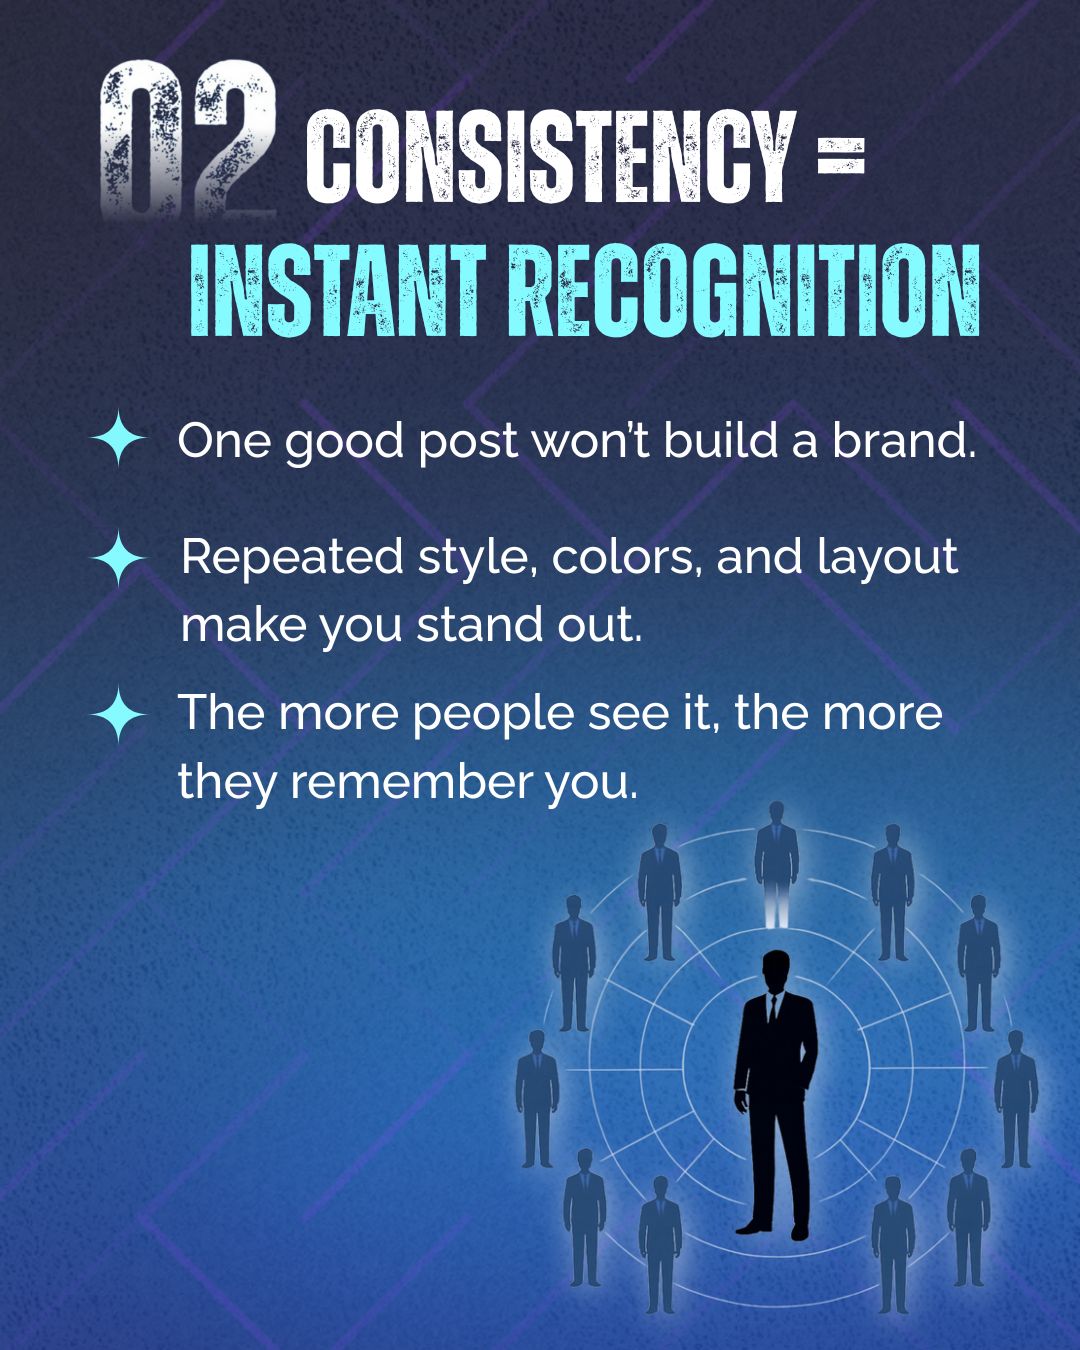 02 CONSISTENCY =
INSTANT RECOGNITION
One good post won’t build a brand.
Repeated style, colors, and layout
make you stand out.
The more people see it, the more
they remember you.